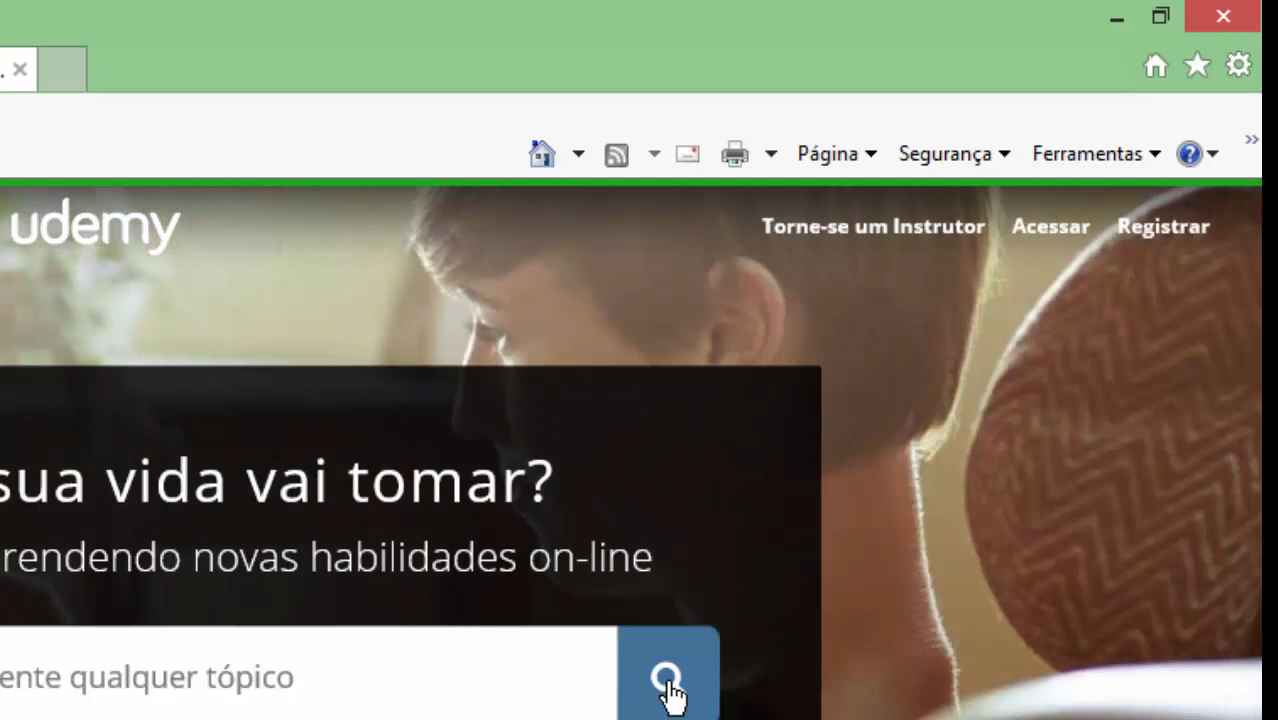 Página Segurança Ferramentas
udemy
Torne-se um Instrutor Acessar Registrar
sua vida vai tomar?
rendendo novas habilidades on-line
ente qualquer tópico